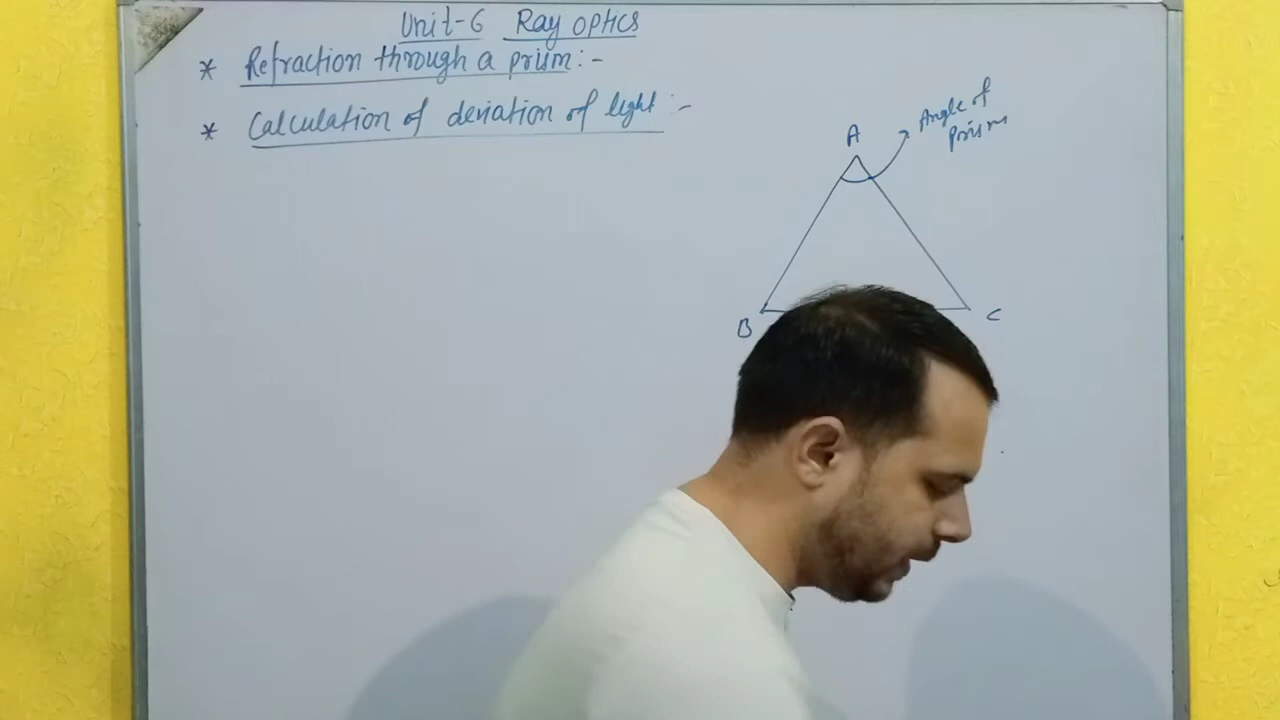 Unit-6 Ray optics
* Refraction through a prism:-
* Calculation of deviation of light:-
Angle of
prism
A
B
C